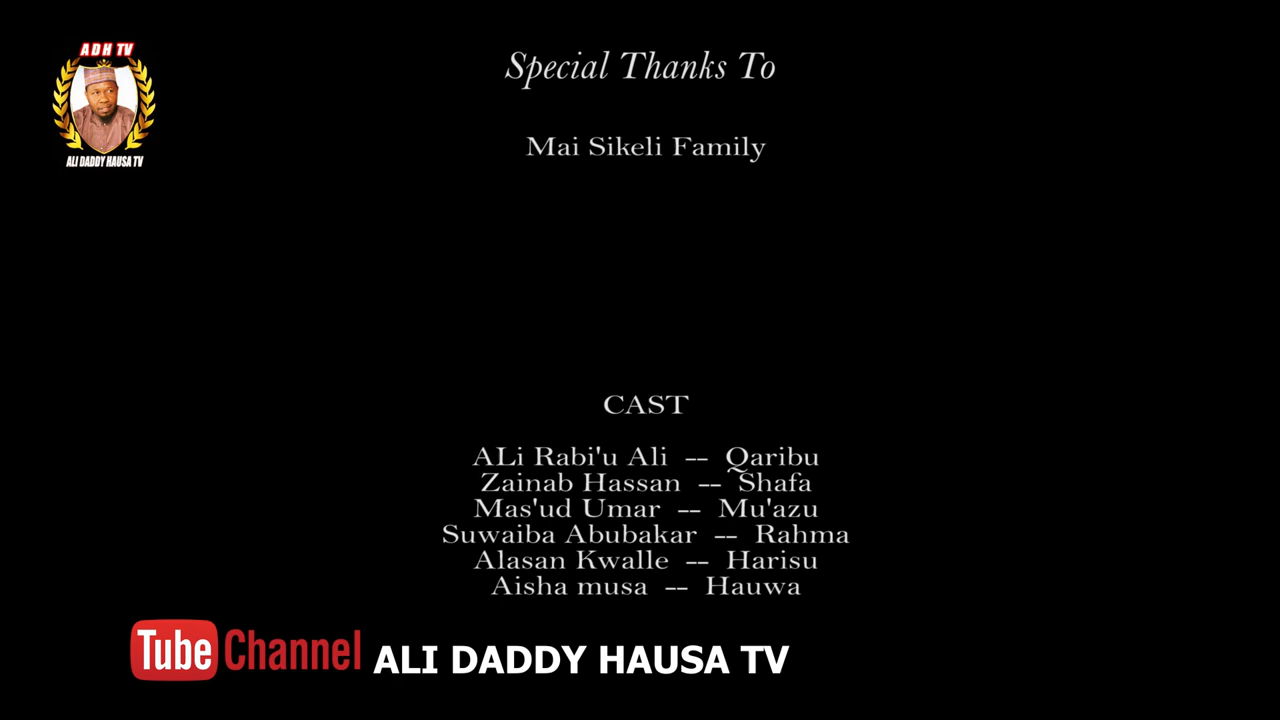 ADH TV
ALI DADDY HAUSA TV
Special Thanks To
Mai Sikeli Family
CAST
ALi Rabi'u Ali -- Qaribu
Zainab Hassan -- Shafa
Mas'ud Umar -- Mu'azu
Suwaiba Abubakar -- Rahma
Alasan Kwalle -- Harisu
Aisha musa -- Hauwa
Tube Channel ALI DADDY HAUSA TV